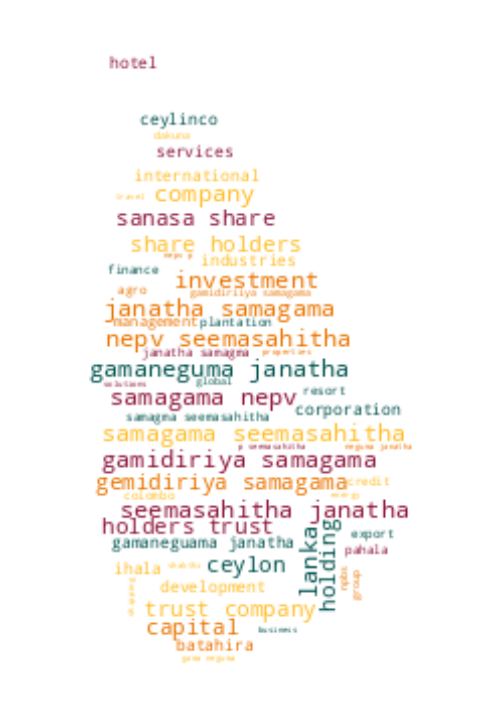 hotel
ceylinco
dakuna
services
international
travel company
sanasa share
share holders
nepv p industries
finance
investment
agro gamidiriya samagama
janatha samagama
management plantation
nepv seemasahitha
janatha samagma properties
gamaneguma janatha
solutions global
samagama nepv resort
corporation
samagma seemasahitha
samagama seemasahitha
p seemasahitha neguma janatha
gamidiriya samagama
gemidiriya samagama credit
colombo energy
seemasahitha janatha
holders trust
lanka
holding
export
gamaneguama janatha
pahala
ceylon
ihala
npbs
group
development
trust company
capital
business
batahira
gama neguma